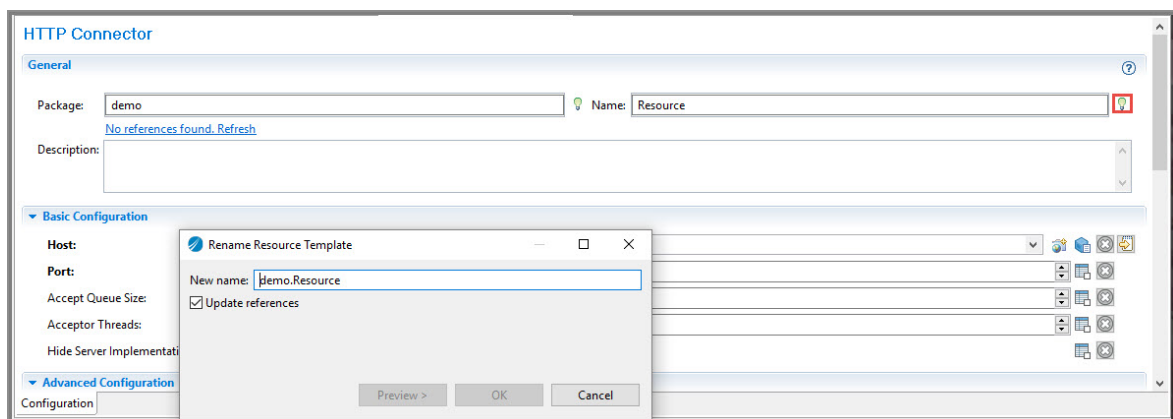 HTTP Connector
General
Package: demo Name: Resource
No references found. Refresh
Description:
Basic Configuration
Host:
Port:
Accept Queue Size:
Acceptor Threads:
Hide Server Implementati
Rename Resource Template
New name: demo.Resource
Update references
Preview > OK Cancel
Advanced Configuration
Configuration